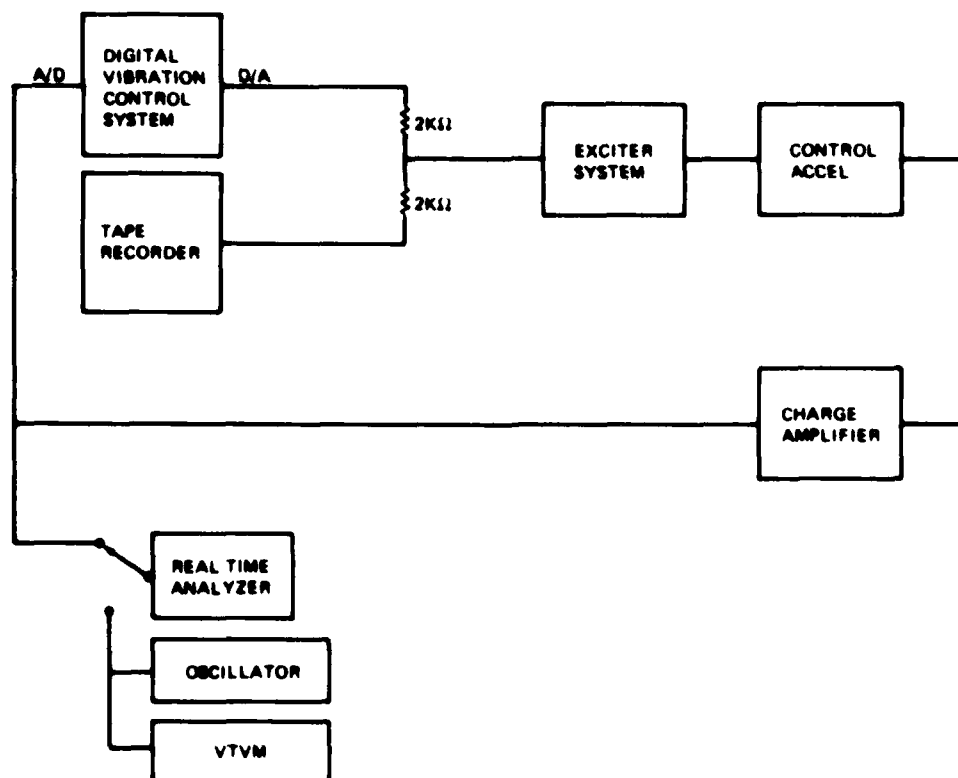 A/D
DIGITAL
VIBRATION
CONTROL
SYSTEM
D/A
2KΩ
2KΩ
TAPE
RECORDER
EXCITER
SYSTEM
CONTROL
ACCEL
CHARGE
AMPLIFIER
REAL TIME
ANALYZER
OSCILLATOR
VTVM